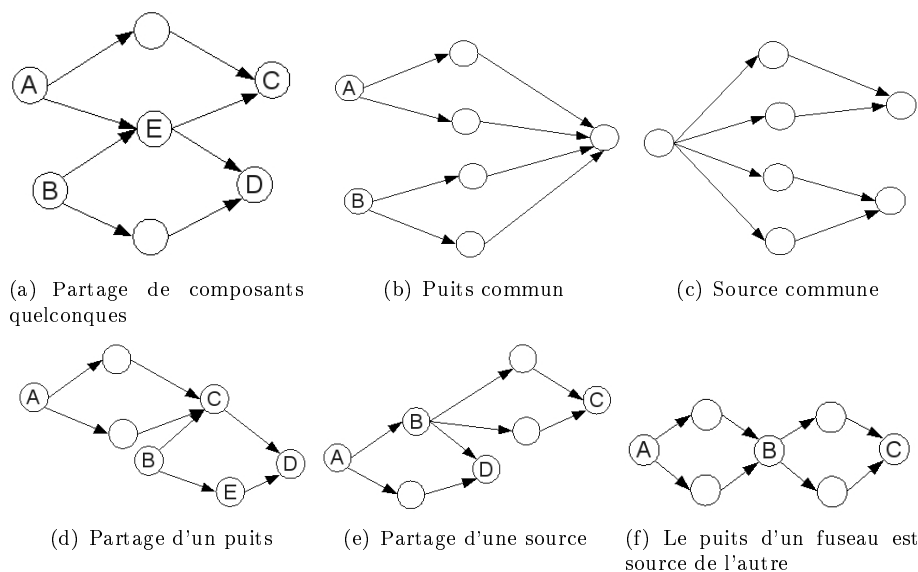 A
C
E
B
D
(a) Partage de composants
quelconques
A
B
(b) Puits commun
(c) Source commune
A
C
B
D
E
(d) Partage d'un puits
B
C
A
D
(e) Partage d'une source
A
B
C
(f) Le puits d'un fuseau est
source de l'autre